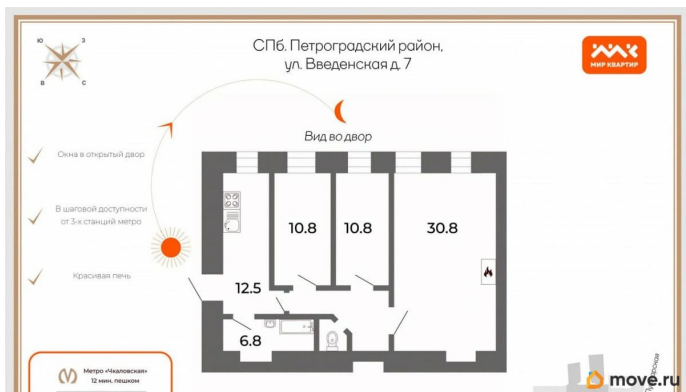 СПб. Петроградский район,
ул. Введенская д. 7
МИР КВАРТИР
Ю
З
В
С
Вид во двор
Окна в открытый двор
В шаговой доступности
от 3-х станций метро
Красивая печь
10.8
10.8
30.8
12.5
6.8
Метро «Чкаловская»
12 мин. пешком
move.ru